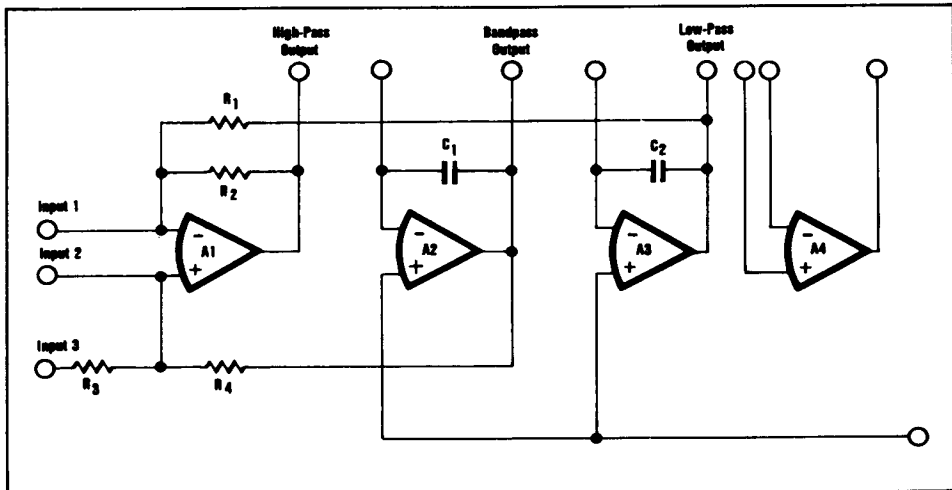 High-Pass
Output
Bandpass
Output
Low-Pass
Output
R1
C1
C2
R2
Input 1
− A1 +
− A2 +
− A3 +
− A4 +
Input 2
Input 3
R3
R4